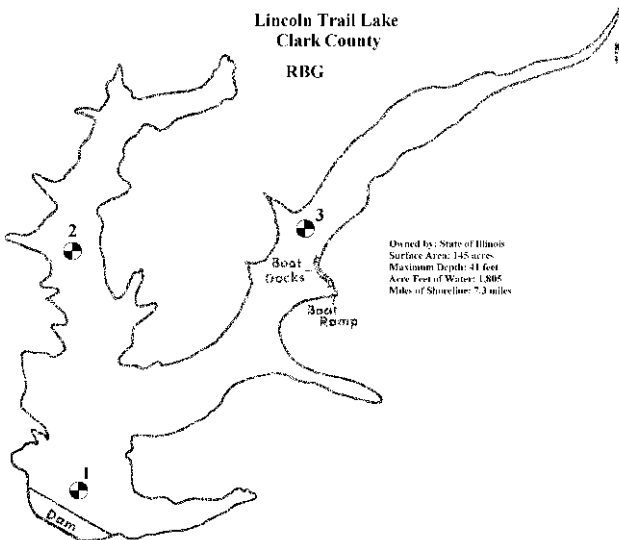 Lincoln Trail Lake
Clark County
RBG
3
2
Owned by: State of Illinois
Surface Area: 145 acres
Maximum Depth: 41 feet
Acre Feet of Water: 1,805
Miles of Shoreline: 7.3 miles
Boat
Docks
Boat
Ramp
1
Dam